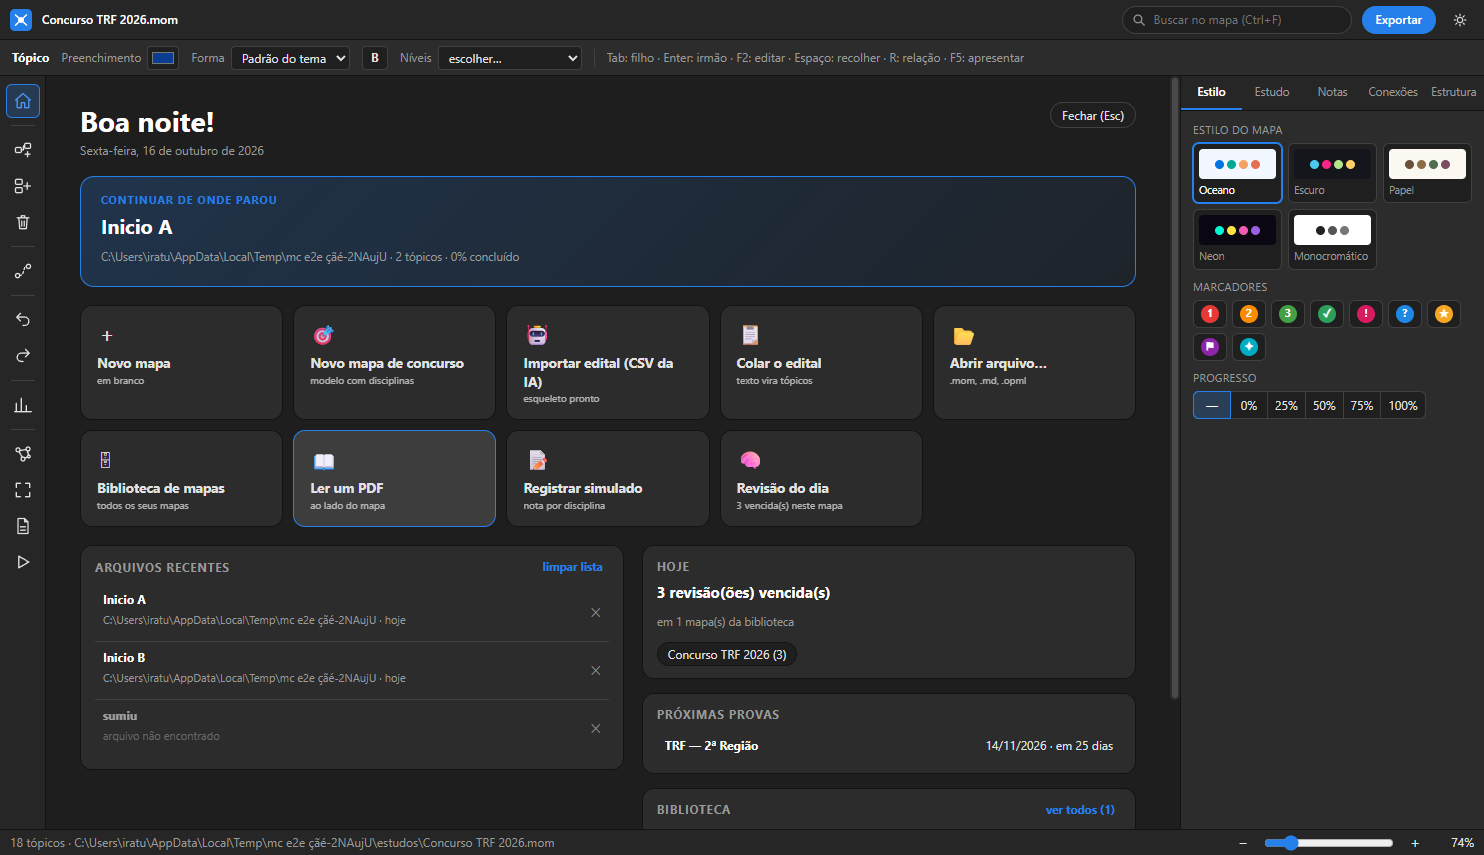 Concurso TRF 2026.mom
Buscar no mapa (Ctrl+F)
Exportar
Tópico
Preenchimento
Forma
Padrão do tema
B
Níveis
escolher...
Tab: filho · Enter: irmão · F2: editar · Espaço: recolher · R: relação · F5: apresentar
Boa noite!
Sexta-feira, 16 de outubro de 2026
Fechar (Esc)
CONTINUAR DE ONDE PAROU
Inicio A
C:\Users\iratu\AppData\Local\Temp\mc e2e çãé-2NAujU · 2 tópicos · 0% concluído
Novo mapa
em branco
Novo mapa de concurso
modelo com disciplinas
Importar edital (CSV da
IA)
esqueleto pronto
Colar o edital
texto vira tópicos
Abrir arquivo...
.mom, .md, .opml
Biblioteca de mapas
todos os seus mapas
Ler um PDF
ao lado do mapa
Registrar simulado
nota por disciplina
Revisão do dia
3 vencida(s) neste mapa
ARQUIVOS RECENTES
limpar lista
Inicio A
C:\Users\iratu\AppData\Local\Temp\mc e2e çãé-2NAujU · hoje
Inicio B
C:\Users\iratu\AppData\Local\Temp\mc e2e çãé-2NAujU · hoje
sumiu
arquivo não encontrado
HOJE
3 revisão(ões) vencida(s)
em 1 mapa(s) da biblioteca
Concurso TRF 2026 (3)
PRÓXIMAS PROVAS
TRF — 2ª Região
14/11/2026 · em 25 dias
BIBLIOTECA
ver todos (1)
Estilo
Estudo
Notas
Conexões
Estrutura
ESTILO DO MAPA
Oceano
Escuro
Papel
Neon
Monocromático
MARCADORES
1
2
3
!
?
PROGRESSO
—
0%
25%
50%
75%
100%
18 tópicos · C:\Users\iratu\AppData\Local\Temp\mc e2e çãé-2NAujU\estudos\Concurso TRF 2026.mom
74%